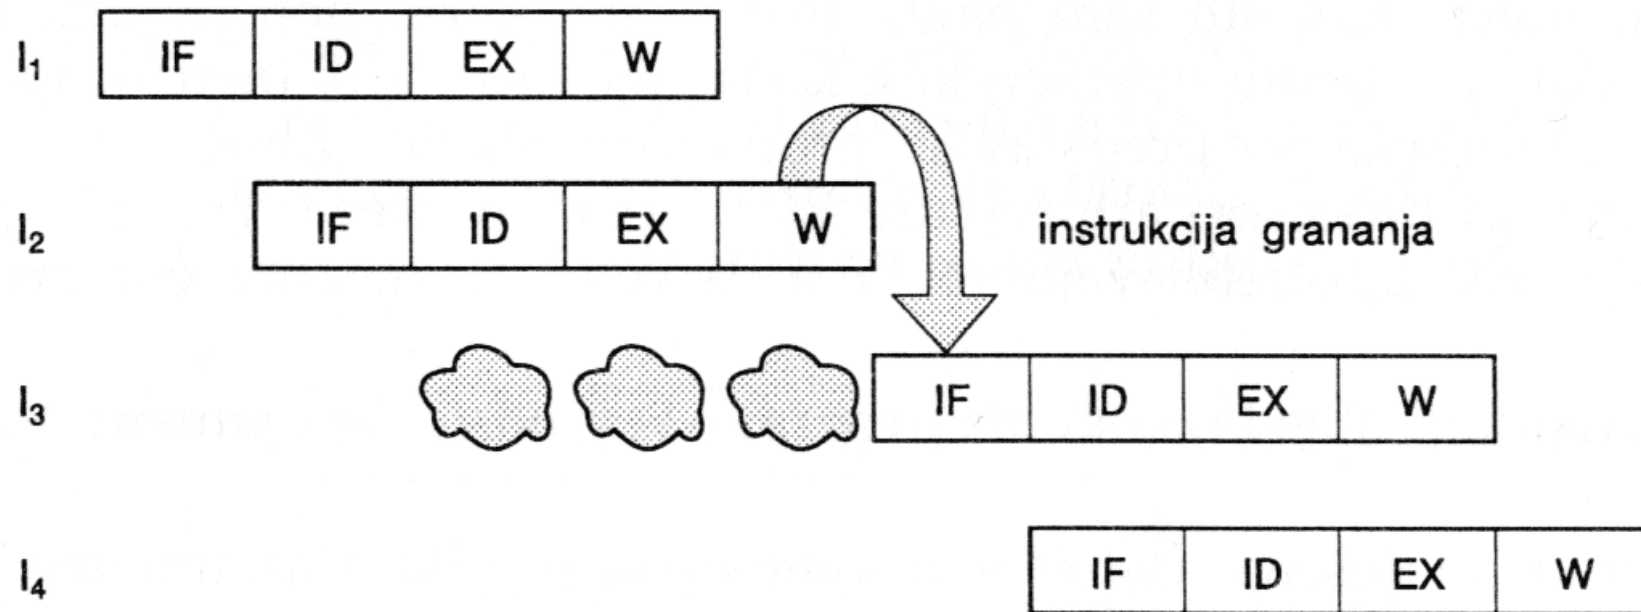 I₁ IF ID EX W
I₂ IF ID EX W instrukcija grananja
I₃ IF ID EX W
I₄ IF ID EX W